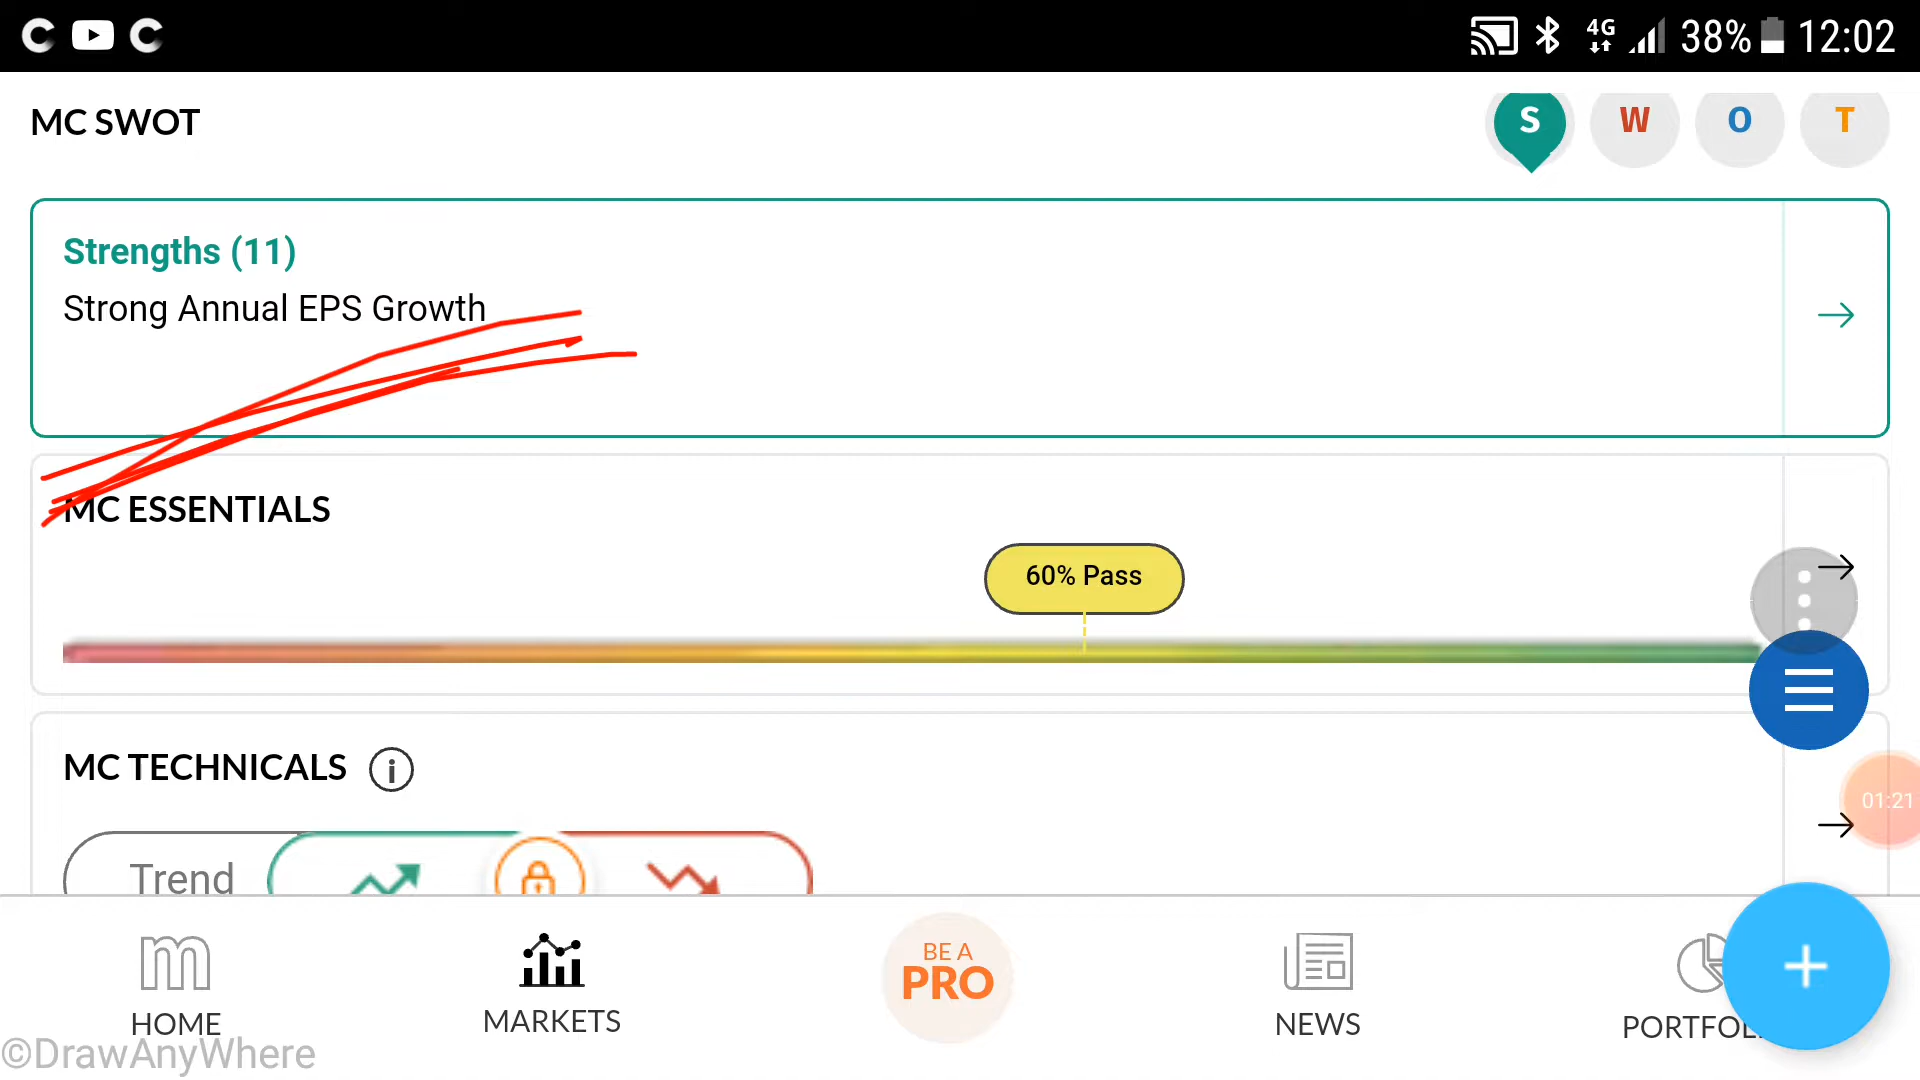 38% 12:02
4G
MC SWOT
S W O T
Strengths (11)
Strong Annual EPS Growth
MC ESSENTIALS
60% Pass
MC TECHNICALS i
01:21
Trend
BE A
PRO
HOME MARKETS NEWS
©DrawAnyWhere